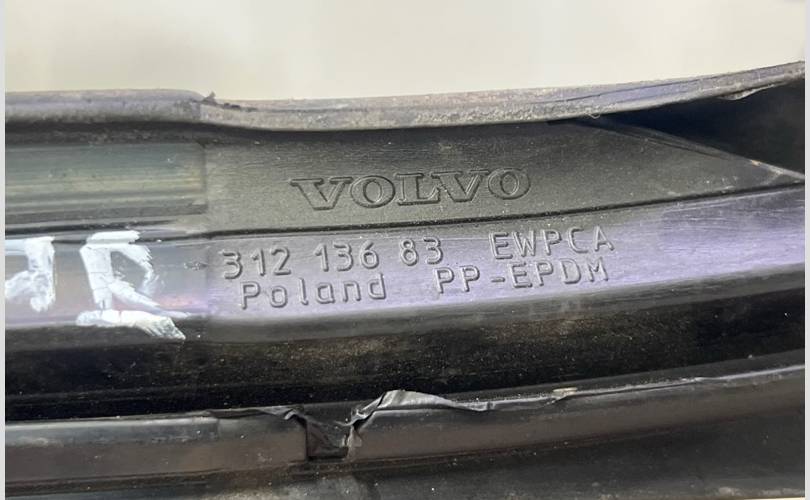 VOLVO
312 136 83 EWPCA
Poland PP-EPDM